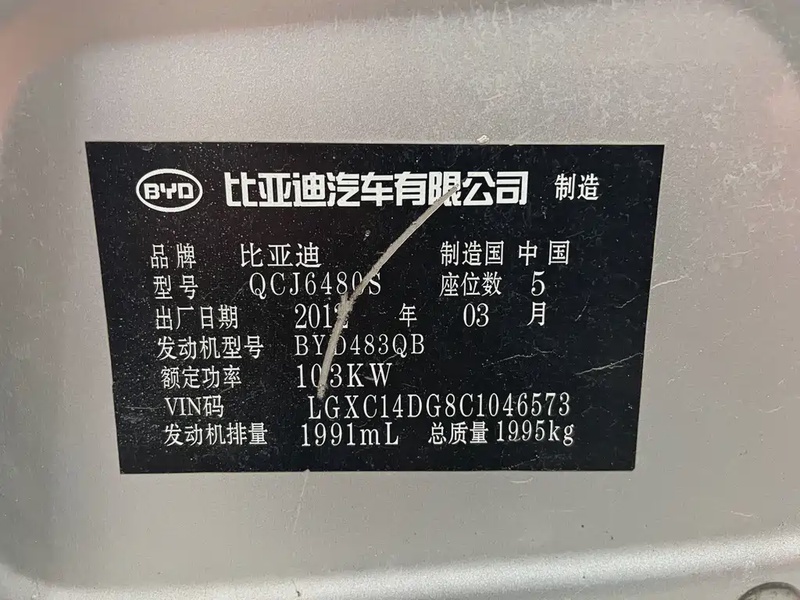 BYD 比亚迪汽车有限公司 制造
品牌 比亚迪 制造国 中国
型号 QCJ6480S 座位数 5
出厂日期 2012 年 03 月
发动机型号 BYD483QB
额定功率 103KW
VIN码 LGXC14DG8C1046573
发动机排量 1991mL 总质量 1995kg